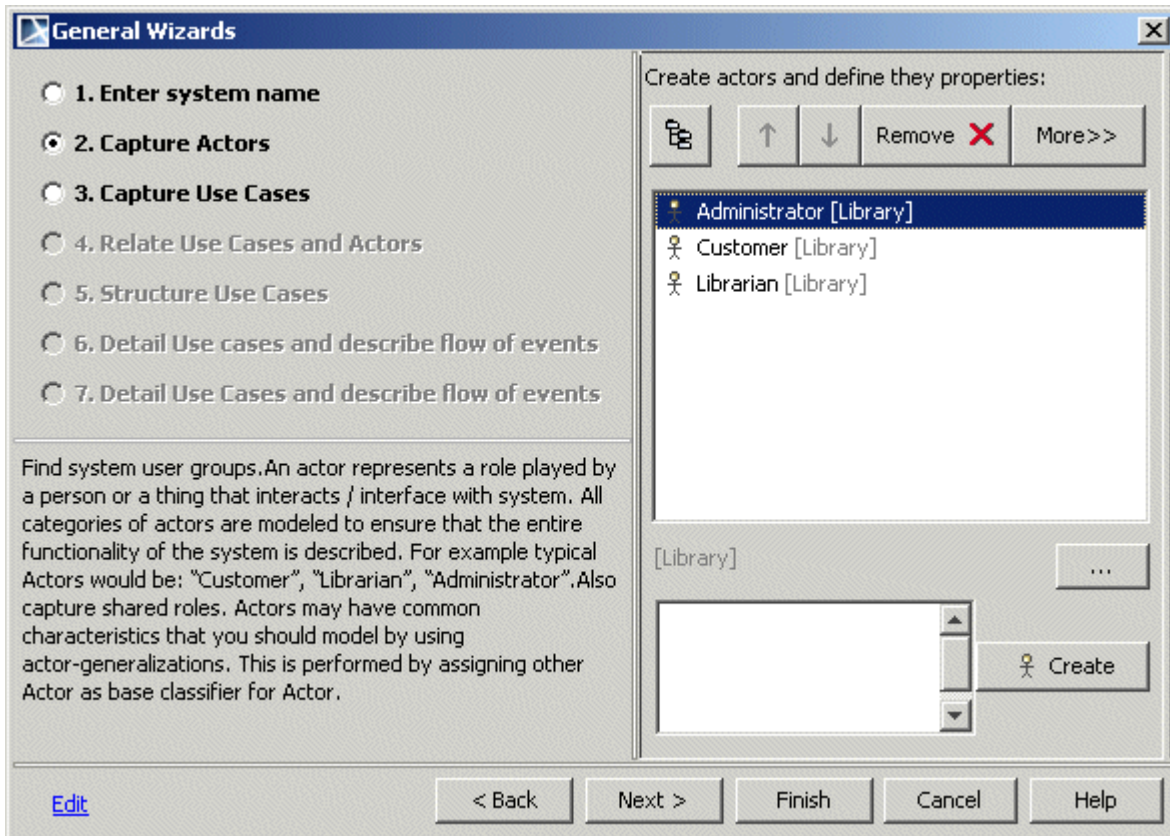 General Wizards
1. Enter system name
2. Capture Actors
3. Capture Use Cases
4. Relate Use Cases and Actors
5. Structure Use Cases
6. Detail Use cases and describe flow of events
7. Detail Use Cases and describe flow of events
Find system user groups.An actor represents a role played by
a person or a thing that interacts / interface with system. All
categories of actors are modeled to ensure that the entire
functionality of the system is described. For example typical
Actors would be: “Customer”, “Librarian”, “Administrator”.Also
capture shared roles. Actors may have common
characteristics that you should model by using
actor-generalizations. This is performed by assigning other
Actor as base classifier for Actor.
Create actors and define they properties:
Remove More>>
Administrator [Library]
Customer [Library]
Librarian [Library]
[Library]
...
Create
Edit < Back Next > Finish Cancel Help